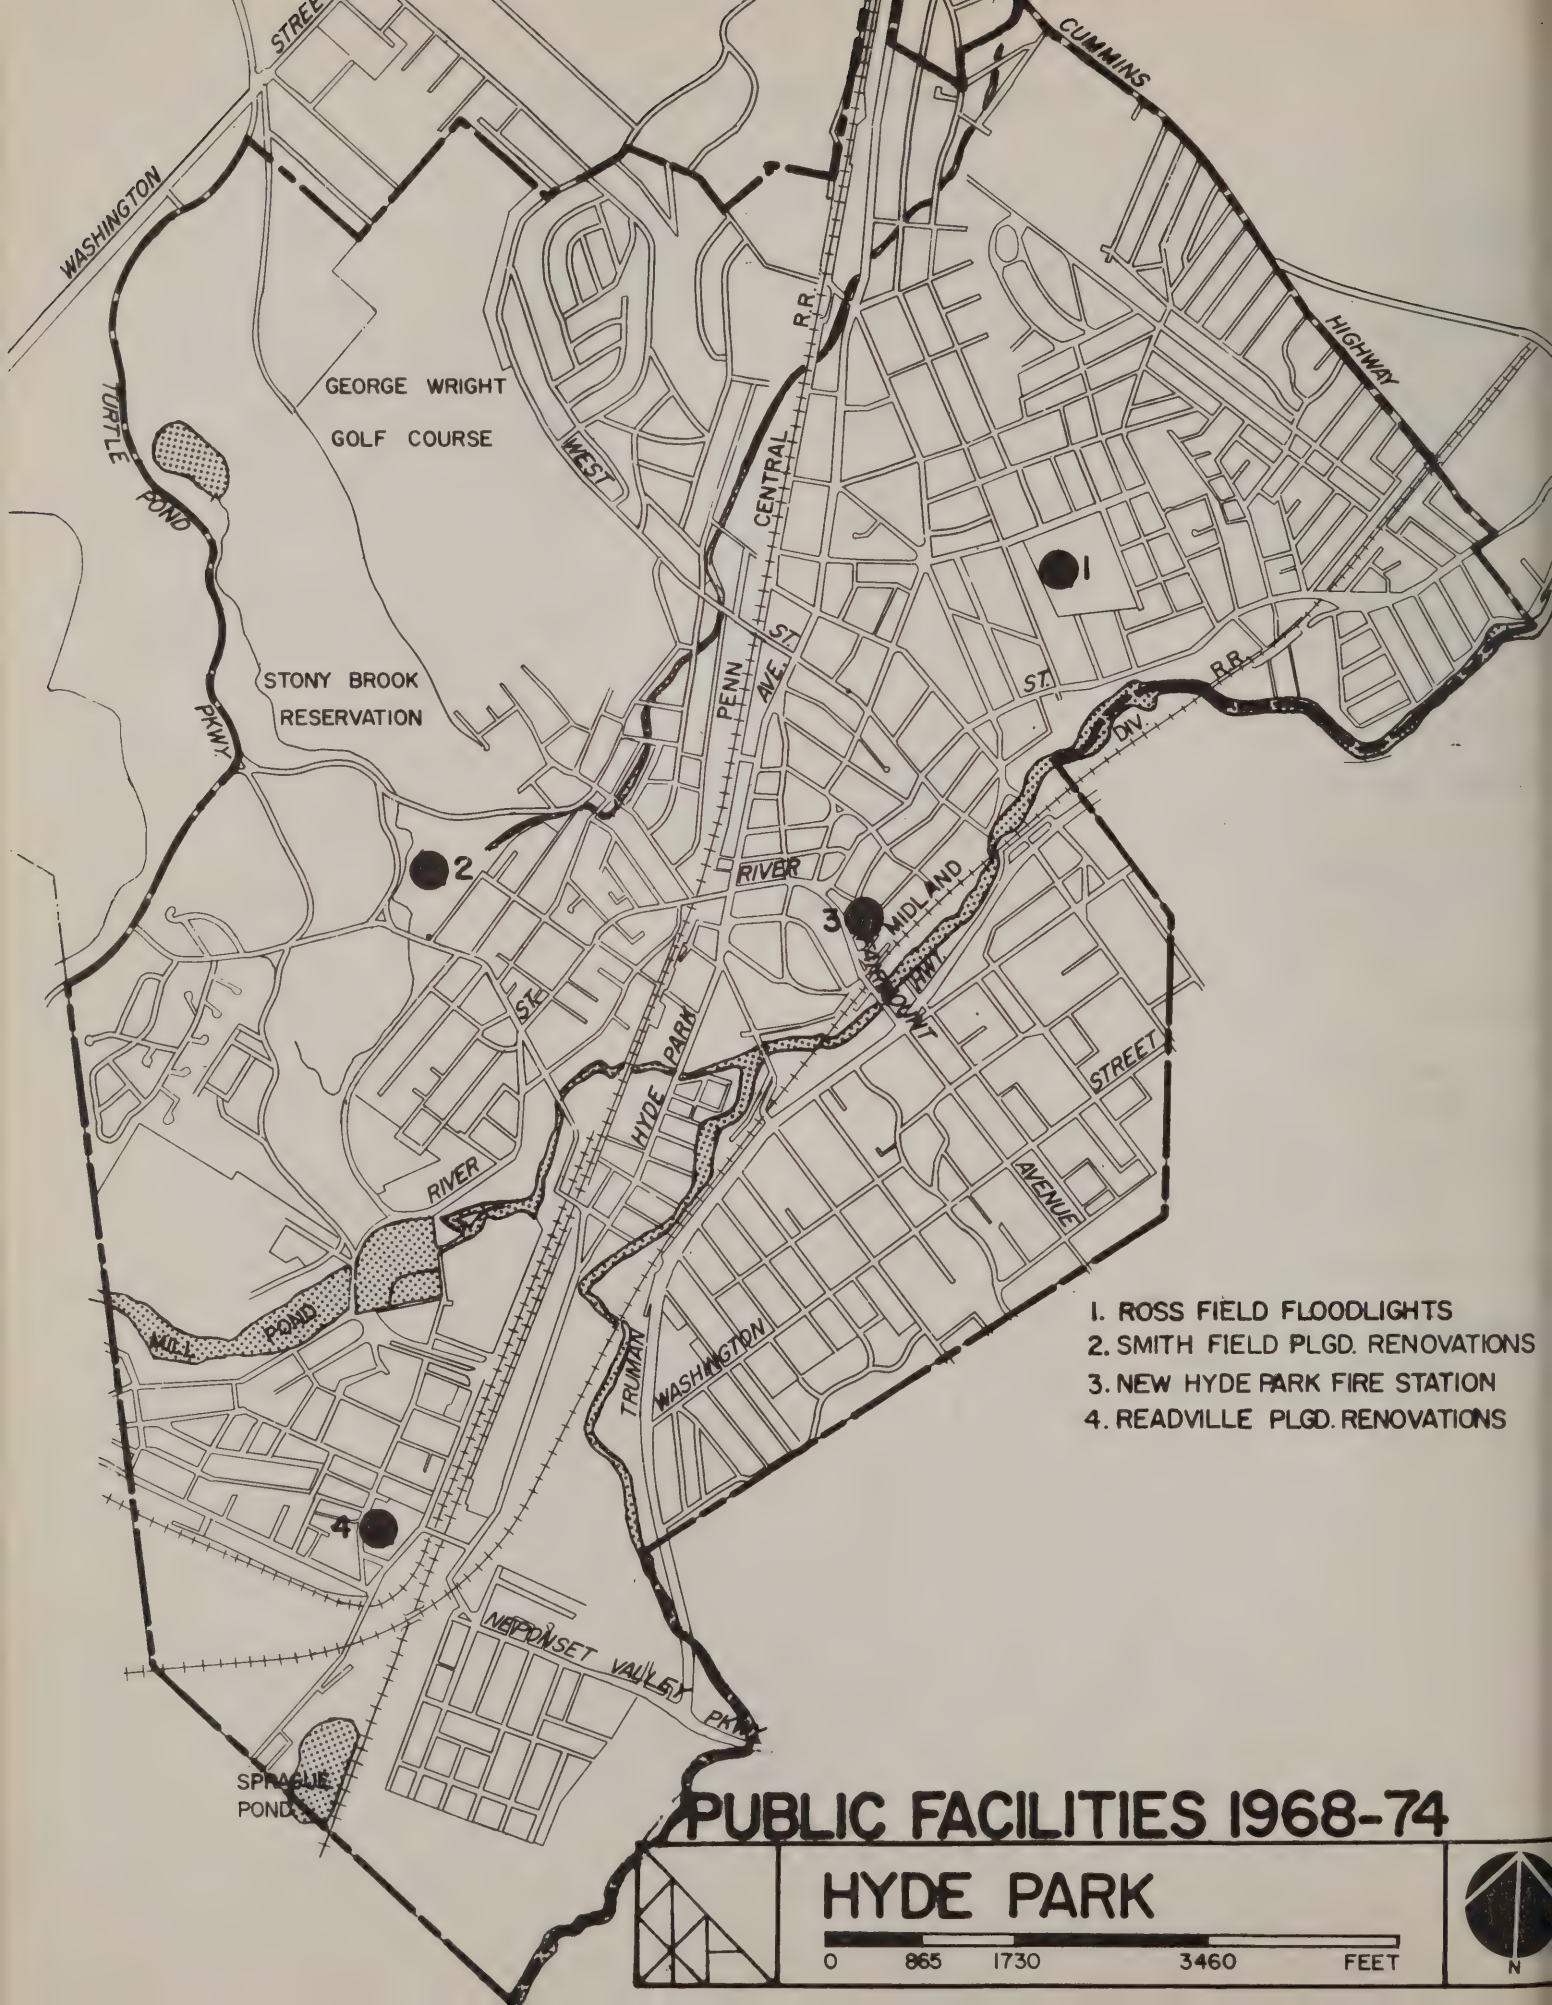 STREE
CUMMINS
WASHINGTON
HIGHWAY
R.R.
TURTLE
GEORGE WRIGHT
GOLF COURSE
WEST
CENTRAL
POND
1
ST.
PENN
AVE.
ST.
R.R.
STONY BROOK
RESERVATION
PKWY.
DIV.
2
RIVER
3
MIDLAND
HWY.
ST.
PARK
STREET
HYDE
RIVER
AVENUE
MILL POND
TRUMAN
WASHINGTON
1. ROSS FIELD FLOODLIGHTS
2. SMITH FIELD PLGD. RENOVATIONS
3. NEW HYDE PARK FIRE STATION
4. READVILLE PLGD. RENOVATIONS
4
NEPONSET VALLEY
PKWY
SPRAGUE
POND
PUBLIC FACILITIES 1968-74
HYDE PARK
0 865 1730 3460 FEET
N